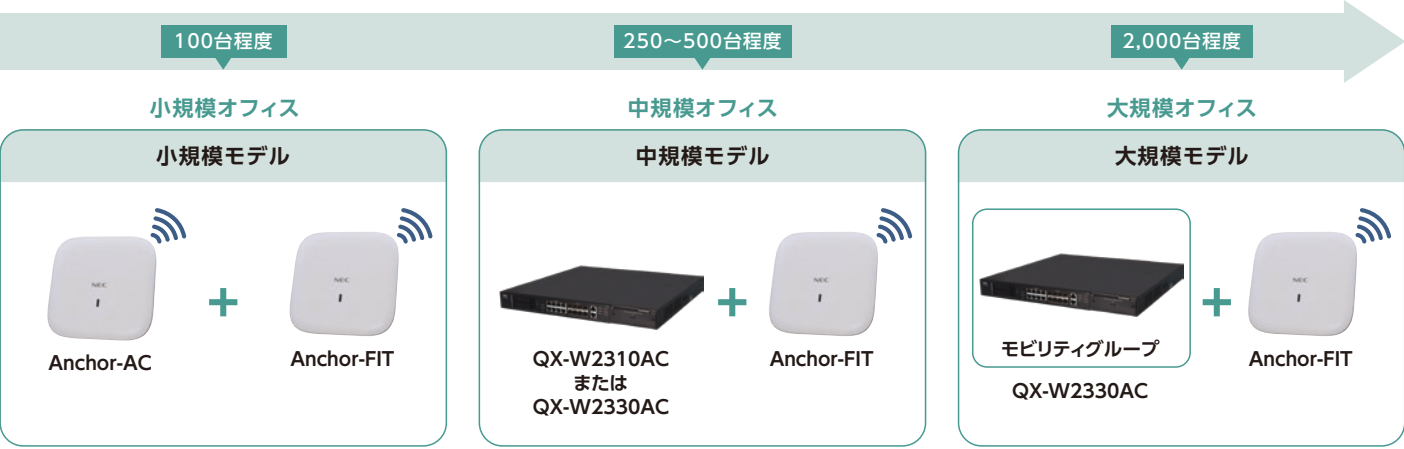 100台程度
250～500台程度
2,000台程度
小規模オフィス
中規模オフィス
大規模オフィス
小規模モデル
NEC
Anchor-AC
+
NEC
Anchor-FIT
中規模モデル
QX-W2310AC
または
QX-W2330AC
+
NEC
Anchor-FIT
大規模モデル
モビリティグループ
QX-W2330AC
+
NEC
Anchor-FIT